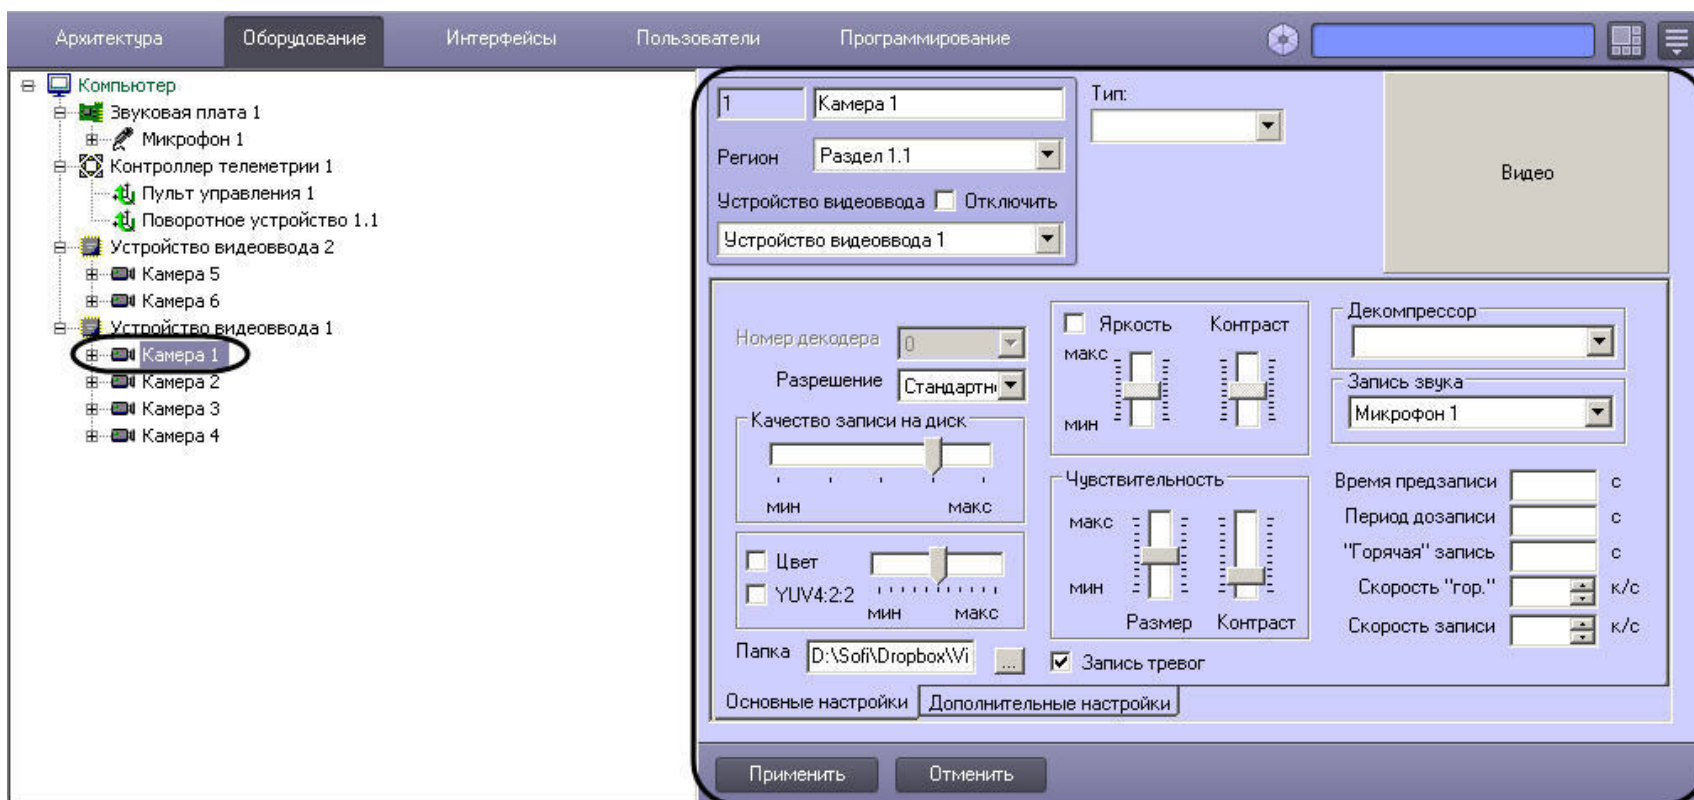 Архитектура Оборудование Интерфейсы Пользователи Программирование
Компьютер
Звуковая плата 1
Микрофон 1
Контроллер телеметрии 1
Пульт управления 1
Поворотное устройство 1.1
Устройство видеоввода 2
Камера 5
Камера 6
Устройство видеоввода 1
Камера 1
Камера 2
Камера 3
Камера 4
1 Камера 1
Регион Раздел 1.1
Устройство видеоввода Отключить
Устройство видеоввода 1
Тип:
Видео
Номер декодера 0
Разрешение Стандартн
Качество записи на диск
мин макс
Цвет
YUV4:2:2
мин макс
Папка D:\Sofi\Dropbox\Vi ...
Яркость Контраст
макс
мин
Чувствительность
макс
мин
Размер Контраст
Запись тревог
Декомпрессор
Запись звука
Микрофон 1
Время предзаписи с
Период дозаписи с
"Горячая" запись с
Скорость "гор." к/с
Скорость записи к/с
Основные настройки Дополнительные настройки
Применить Отменить